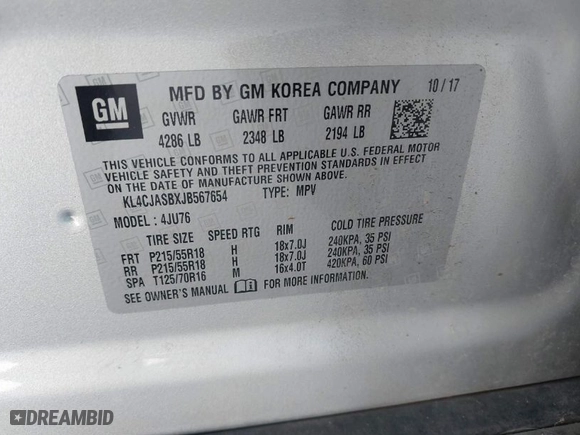 GM
MFD BY GM KOREA COMPANY 10/17
GVWR GAWR FRT GAWR RR
4286 LB 2348 LB 2194 LB
THIS VEHICLE CONFORMS TO ALL APPLICABLE U.S. FEDERAL MOTOR
VEHICLE SAFETY AND THEFT PREVENTION STANDARDS IN EFFECT
ON THE DATE OF MANUFACTURE SHOWN ABOVE.
KL4CJASBXJB567654 TYPE: MPV
MODEL: 4JU76
TIRE SIZE SPEED RTG RIM COLD TIRE PRESSURE
FRT P215/55R18 H 18x7.0J 240KPA, 35 PSI
RR P215/55R18 H 18x7.0J 240KPA, 35 PSI
SPA T125/70R16 M 16x4.0T 420KPA, 60 PSI
SEE OWNER'S MANUAL FOR MORE INFORMATION.
DREAMBID